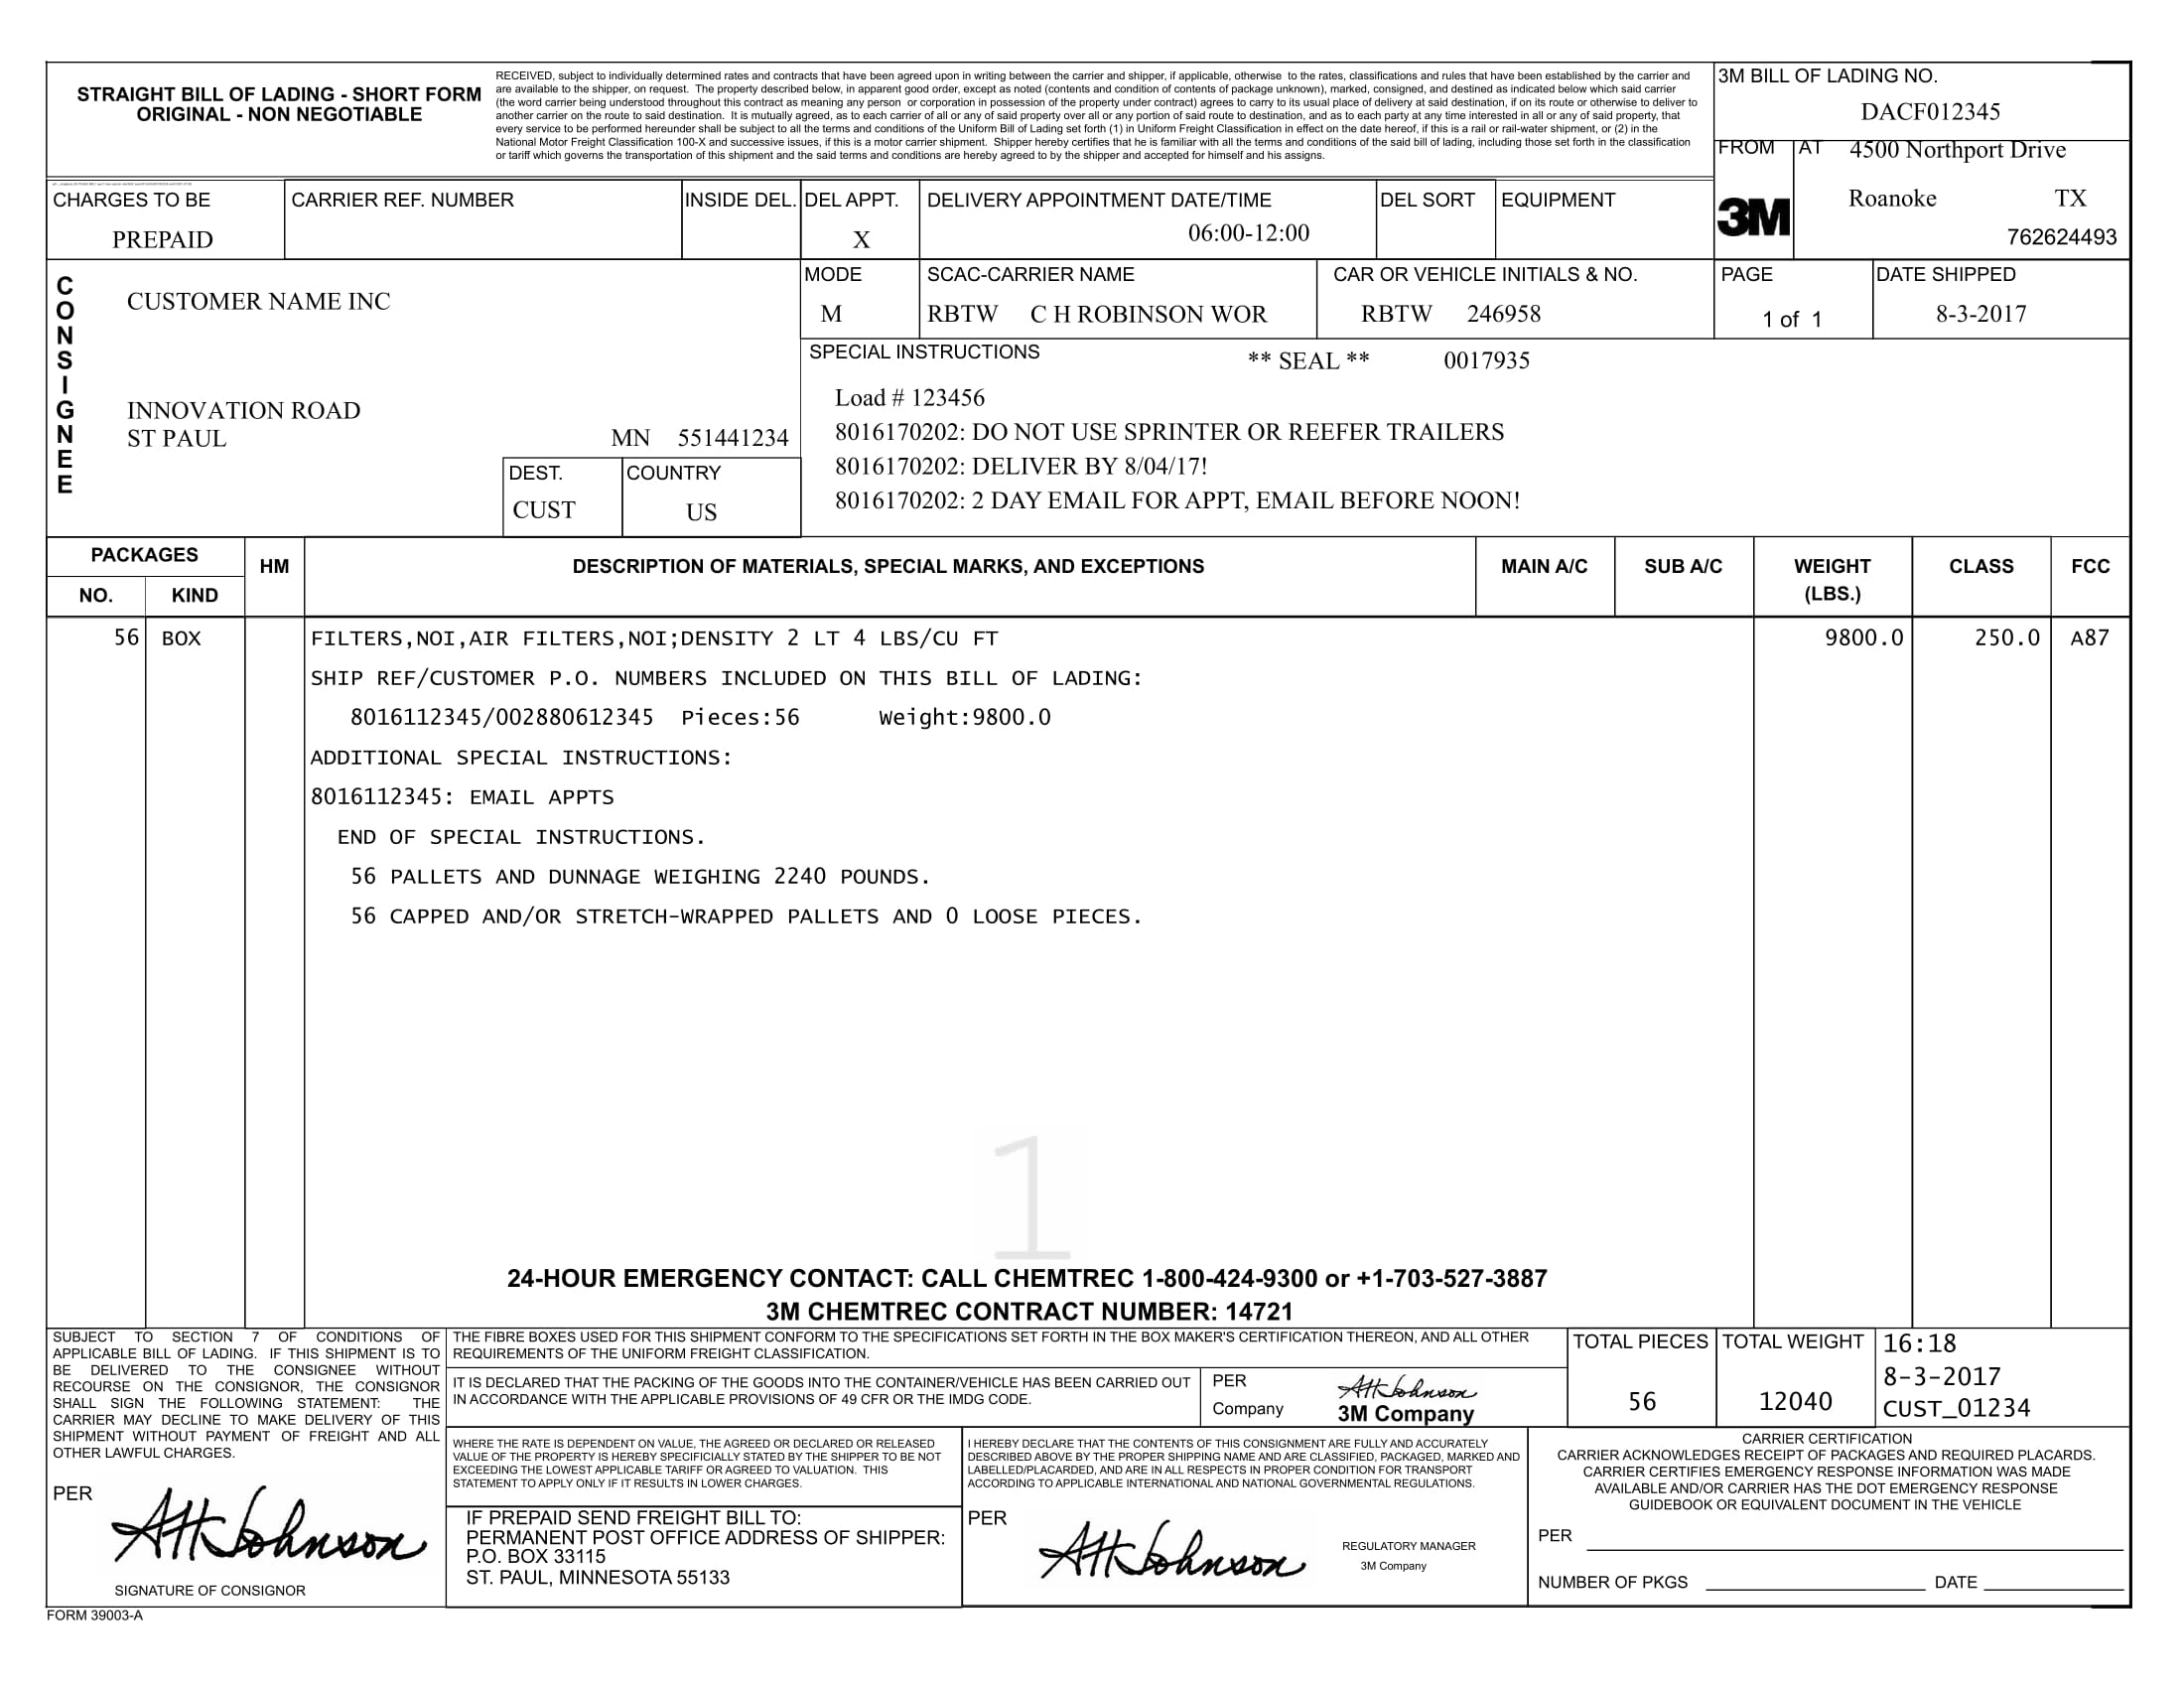 STRAIGHT BILL OF LADING - SHORT FORM
ORIGINAL - NON NEGOTIABLE
RECEIVED, subject to individually determined rates and contracts that have been agreed upon in writing between the carrier and shipper, if applicable, otherwise to the rates, classifications and rules that have been established by the carrier and
are available to the shipper, on request. The property described below, in apparent good order, except as noted (contents and condition of contents of package unknown), marked, consigned, and destined as indicated below which said carrier
(the word carrier being understood throughout this contract as meaning any person or corporation in possession of the property under contract) agrees to carry to its usual place of delivery at said destination, if on its route or otherwise to deliver to
another carrier on the route to said destination. It is mutually agreed, as to each carrier of all or any of said property over all or any portion of said route to destination, and as to each party at any time interested in all or any of said property, that
every service to be performed hereunder shall be subject to all the terms and conditions of the Uniform Bill of Lading set forth (1) in Uniform Freight Classification in effect on the date hereof, if this is a rail or rail-water shipment, or (2) in the
National Motor Freight Classification 100-X and successive issues, if this is a motor carrier shipment. Shipper hereby certifies that he is familiar with all the terms and conditions of the said bill of lading, including those set forth in the classification
or tariff which governs the transportation of this shipment and the said terms and conditions are hereby agreed to by the shipper and accepted for himself and his assigns.
3M BILL OF LADING NO.
DACF012345
FROM AT 4500 Northport Drive
3M
Roanoke TX
762624493
CHARGES TO BE
PREPAID
CARRIER REF. NUMBER
INSIDE DEL.
DEL APPT.
X
DELIVERY APPOINTMENT DATE/TIME
06:00-12:00
DEL SORT
EQUIPMENT
CONSIGNEE
CUSTOMER NAME INC
INNOVATION ROAD
ST PAUL MN 551441234
DEST.
CUST
COUNTRY
US
MODE
M
SCAC-CARRIER NAME
RBTW C H ROBINSON WOR
CAR OR VEHICLE INITIALS & NO.
RBTW 246958
PAGE
1 of 1
DATE SHIPPED
8-3-2017
SPECIAL INSTRUCTIONS ** SEAL ** 0017935
Load # 123456
8016170202: DO NOT USE SPRINTER OR REEFER TRAILERS
8016170202: DELIVER BY 8/04/17!
8016170202: 2 DAY EMAIL FOR APPT, EMAIL BEFORE NOON!
PACKAGES
NO. KIND
HM
DESCRIPTION OF MATERIALS, SPECIAL MARKS, AND EXCEPTIONS
MAIN A/C
SUB A/C
WEIGHT
(LBS.)
CLASS
FCC
56 BOX FILTERS,NOI,AIR FILTERS,NOI;DENSITY 2 LT 4 LBS/CU FT 9800.0 250.0 A87
SHIP REF/CUSTOMER P.O. NUMBERS INCLUDED ON THIS BILL OF LADING:
8016112345/002880612345 Pieces:56 Weight:9800.0
ADDITIONAL SPECIAL INSTRUCTIONS:
8016112345: EMAIL APPTS
END OF SPECIAL INSTRUCTIONS.
56 PALLETS AND DUNNAGE WEIGHING 2240 POUNDS.
56 CAPPED AND/OR STRETCH-WRAPPED PALLETS AND 0 LOOSE PIECES.
1
24-HOUR EMERGENCY CONTACT: CALL CHEMTREC 1-800-424-9300 or +1-703-527-3887
3M CHEMTREC CONTRACT NUMBER: 14721
SUBJECT TO SECTION 7 OF CONDITIONS OF
APPLICABLE BILL OF LADING. IF THIS SHIPMENT IS TO
BE DELIVERED TO THE CONSIGNEE WITHOUT
RECOURSE ON THE CONSIGNOR, THE CONSIGNOR
SHALL SIGN THE FOLLOWING STATEMENT: THE
CARRIER MAY DECLINE TO MAKE DELIVERY OF THIS
SHIPMENT WITHOUT PAYMENT OF FREIGHT AND ALL
OTHER LAWFUL CHARGES.
PER
Att Johnson
SIGNATURE OF CONSIGNOR
THE FIBRE BOXES USED FOR THIS SHIPMENT CONFORM TO THE SPECIFICATIONS SET FORTH IN THE BOX MAKER'S CERTIFICATION THEREON, AND ALL OTHER
REQUIREMENTS OF THE UNIFORM FREIGHT CLASSIFICATION.
IT IS DECLARED THAT THE PACKING OF THE GOODS INTO THE CONTAINER/VEHICLE HAS BEEN CARRIED OUT
IN ACCORDANCE WITH THE APPLICABLE PROVISIONS OF 49 CFR OR THE IMDG CODE.
PER
Company
Att Johnson
3M Company
TOTAL PIECES
56
TOTAL WEIGHT
12040
16:18
8-3-2017
CUST_01234
WHERE THE RATE IS DEPENDENT ON VALUE, THE AGREED OR DECLARED OR RELEASED
VALUE OF THE PROPERTY IS HEREBY SPECIFICIALLY STATED BY THE SHIPPER TO BE NOT
EXCEEDING THE LOWEST APPLICABLE TARIFF OR AGREED TO VALUATION. THIS
STATEMENT TO APPLY ONLY IF IT RESULTS IN LOWER CHARGES.
IF PREPAID SEND FREIGHT BILL TO:
PERMANENT POST OFFICE ADDRESS OF SHIPPER:
P.O. BOX 33115
ST. PAUL, MINNESOTA 55133
I HEREBY DECLARE THAT THE CONTENTS OF THIS CONSIGNMENT ARE FULLY AND ACCURATELY
DESCRIBED ABOVE BY THE PROPER SHIPPING NAME AND ARE CLASSIFIED, PACKAGED, MARKED AND
LABELLED/PLACARDED, AND ARE IN ALL RESPECTS IN PROPER CONDITION FOR TRANSPORT
ACCORDING TO APPLICABLE INTERNATIONAL AND NATIONAL GOVERNMENTAL REGULATIONS.
PER
Att Johnson
REGULATORY MANAGER
3M Company
CARRIER CERTIFICATION
CARRIER ACKNOWLEDGES RECEIPT OF PACKAGES AND REQUIRED PLACARDS.
CARRIER CERTIFIES EMERGENCY RESPONSE INFORMATION WAS MADE
AVAILABLE AND/OR CARRIER HAS THE DOT EMERGENCY RESPONSE
GUIDEBOOK OR EQUIVALENT DOCUMENT IN THE VEHICLE
PER
NUMBER OF PKGS DATE
FORM 39003-A